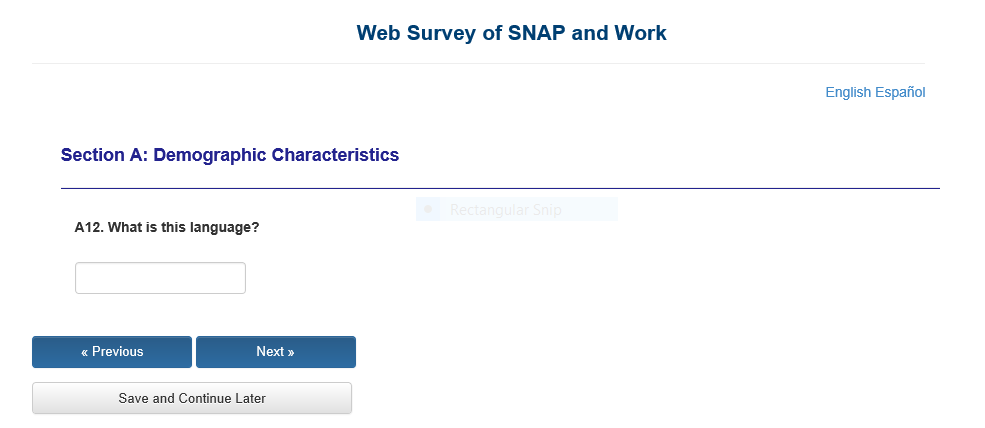 Web Survey of SNAP and Work
English Español
Section A: Demographic Characteristics
Rectangular Snip
A12. What is this language?
« Previous
Next »
Save and Continue Later